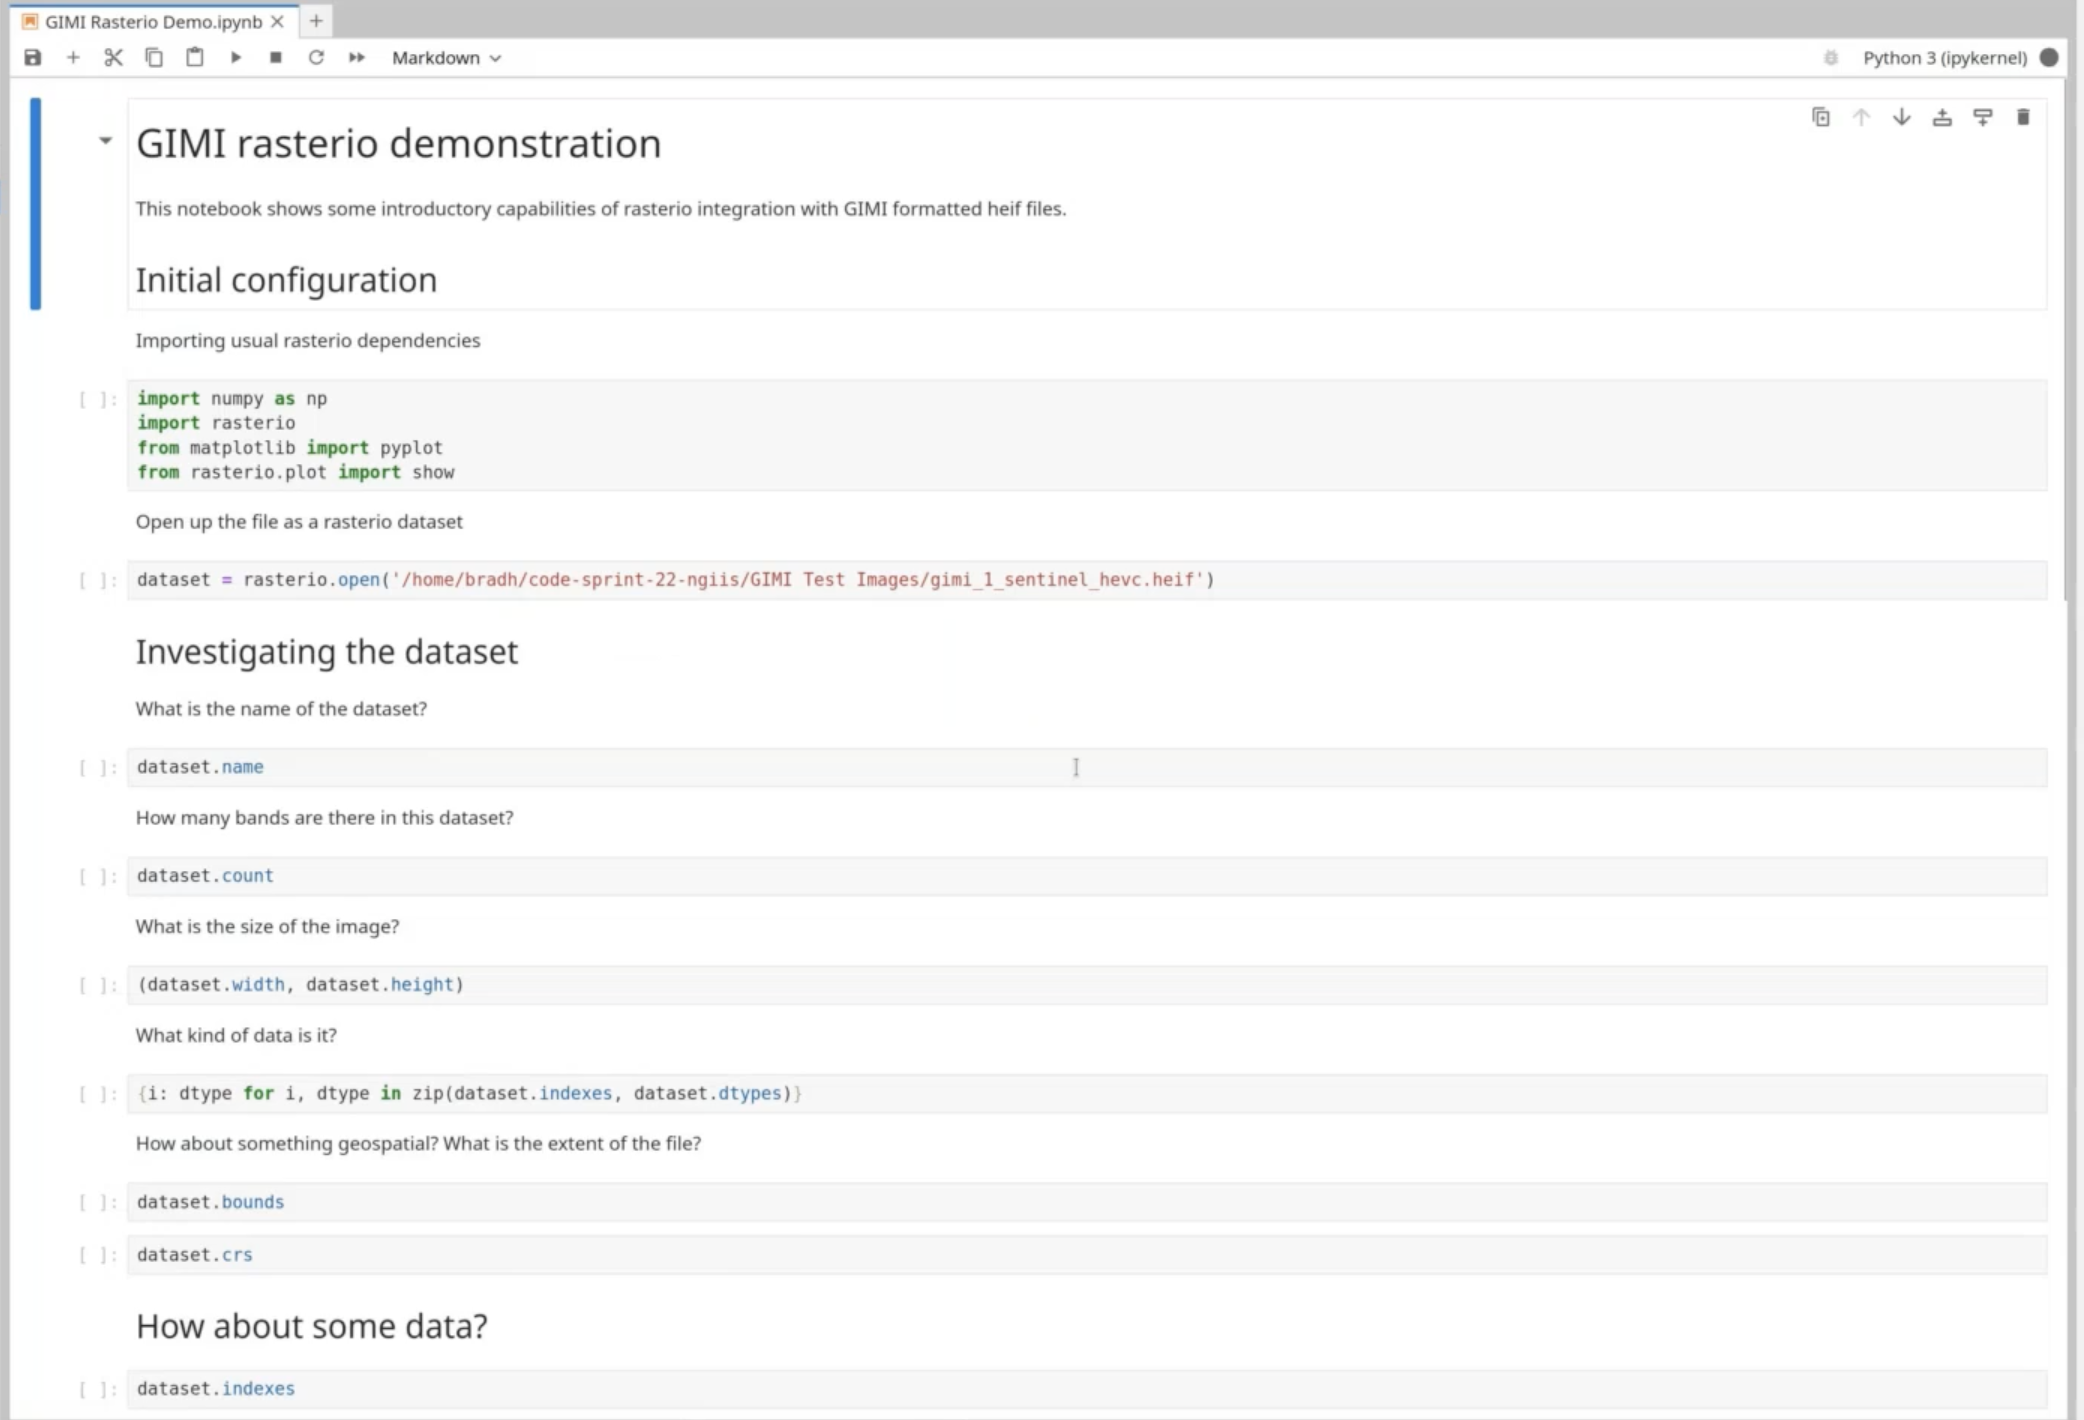 GIMI Rasterio Demo.ipynb
Markdown
Python 3 (ipykernel)
GIMI rasterio demonstration
This notebook shows some introductory capabilities of rasterio integration with GIMI formatted heif files.
Initial configuration
Importing usual rasterio dependencies
[ ]: import numpy as np
import rasterio
from matplotlib import pyplot
from rasterio.plot import show
Open up the file as a rasterio dataset
[ ]: dataset = rasterio.open('/home/bradh/code-sprint-22-ngiis/GIMI Test Images/gimi_1_sentinel_hevc.heif')
Investigating the dataset
What is the name of the dataset?
[ ]: dataset.name
How many bands are there in this dataset?
[ ]: dataset.count
What is the size of the image?
[ ]: (dataset.width, dataset.height)
What kind of data is it?
[ ]: {i: dtype for i, dtype in zip(dataset.indexes, dataset.dtypes)}
How about something geospatial? What is the extent of the file?
[ ]: dataset.bounds
[ ]: dataset.crs
How about some data?
[ ]: dataset.indexes